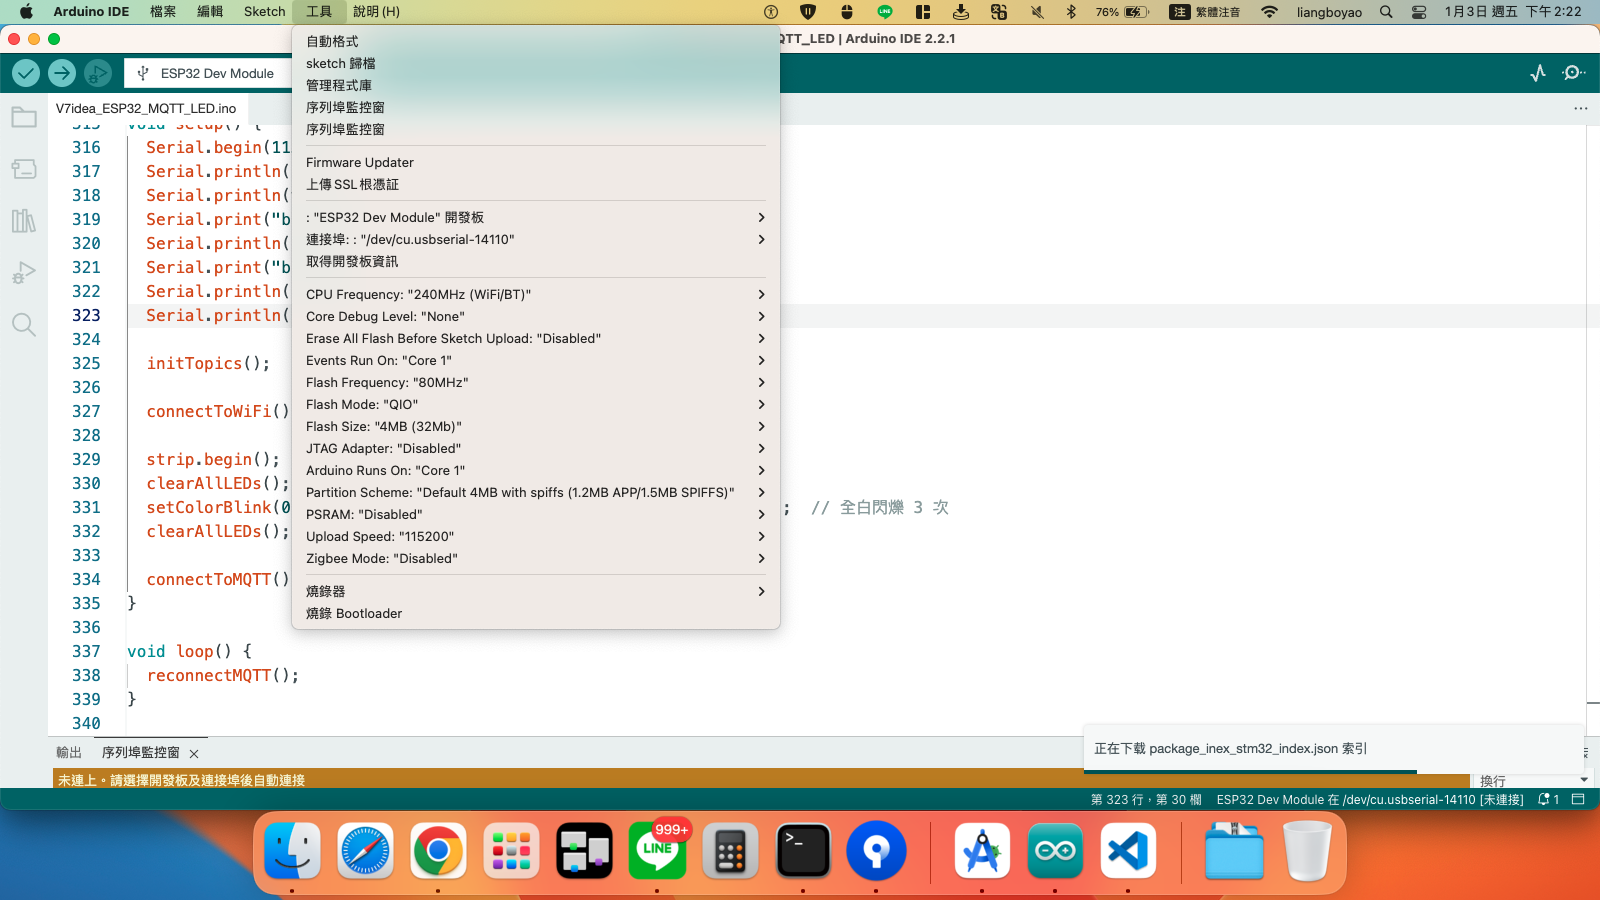 Arduino IDE 檔案 編輯 Sketch 工具 說明 (H) 76% 注 繁體注音 liangboyao 1月3日 週五 下午 2:22
QTT_LED | Arduino IDE 2.2.1
ESP32 Dev Module
V7idea_ESP32_MQTT_LED.ino
自動格式
sketch 歸檔
管理程式庫
序列埠監控窗
序列埠監控窗
Firmware Updater
上傳 SSL 根憑証
: "ESP32 Dev Module" 開發板
連接埠: : "/dev/cu.usbserial-14110"
取得開發板資訊
CPU Frequency: "240MHz (WiFi/BT)"
Core Debug Level: "None"
Erase All Flash Before Sketch Upload: "Disabled"
Events Run On: "Core 1"
Flash Frequency: "80MHz"
Flash Mode: "QIO"
Flash Size: "4MB (32Mb)"
JTAG Adapter: "Disabled"
Arduino Runs On: "Core 1"
Partition Scheme: "Default 4MB with spiffs (1.2MB APP/1.5MB SPIFFS)"
PSRAM: "Disabled"
Upload Speed: "115200"
Zigbee Mode: "Disabled"
燒錄器
燒錄 Bootloader
315 void setup() {
316 Serial.begin(11
317 Serial.println(
318 Serial.println(
319 Serial.print("b
320 Serial.println(
321 Serial.print("b
322 Serial.println(
323 Serial.println(
324
325 initTopics();
326
327 connectToWiFi()
328
329 strip.begin();
330 clearAllLEDs();
331 setColorBlink(0 ; // 全白閃爍 3 次
332 clearAllLEDs();
333
334 connectToMQTT()
335 }
336
337 void loop() {
338 reconnectMQTT();
339 }
340
輸出 序列埠監控窗
正在下載 package_inex_stm32_index.json 索引
未連上。請選擇開發板及連接埠後自動連接
換行
第 323 行，第 30 欄 ESP32 Dev Module 在 /dev/cu.usbserial-14110 [未連接] 1
999+
LINE